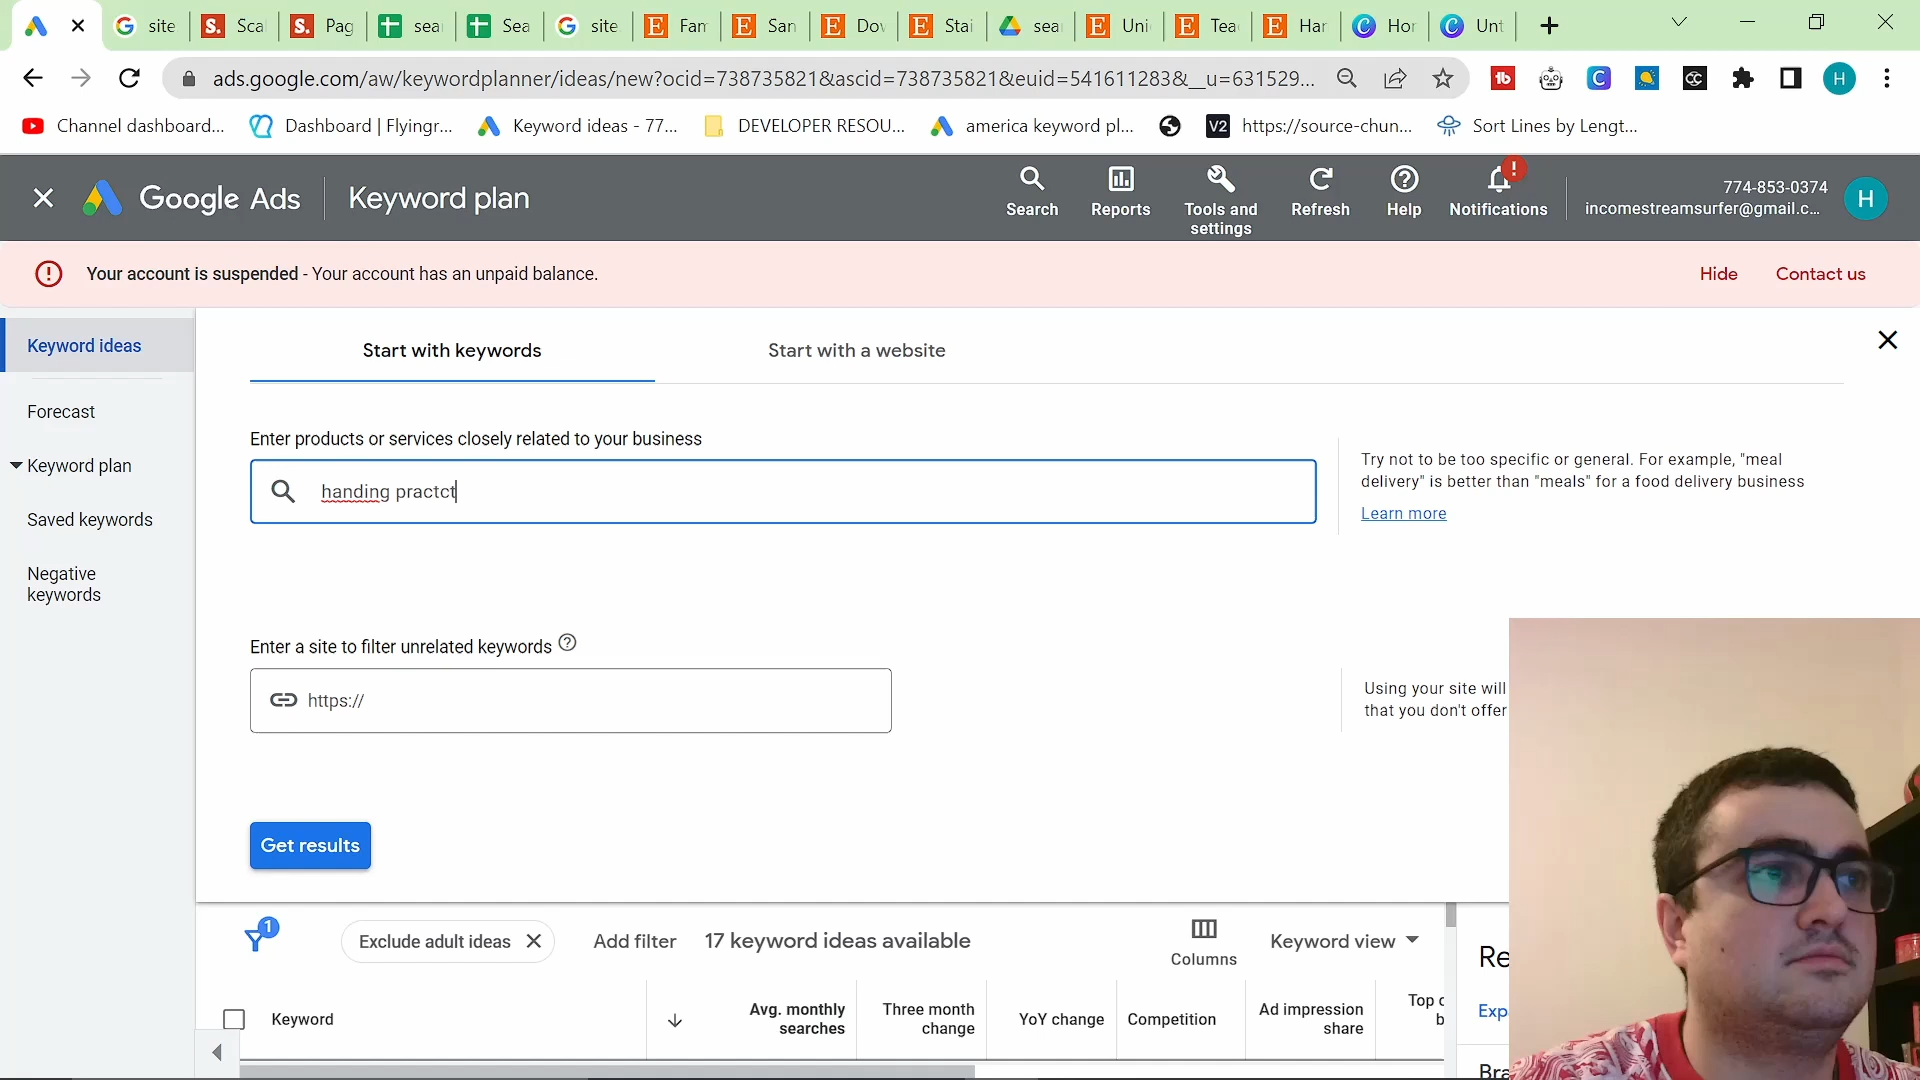 site
Sca
Pag
sea
Sea
site
Fam
San
Dov
Stai
sea
Uni
Tea
Har
Hor
Unt
ads.google.com/aw/keywordplanner/ideas/new?ocid=738735821&ascid=738735821&euid=541611283&__u=631529...
H
Channel dashboard...
Dashboard | Flyingr...
Keyword ideas - 77...
DEVELOPER RESOU...
america keyword pl...
V2
https://source-chun...
Sort Lines by Lengt...
Google Ads
Keyword plan
Search
Reports
Tools and
settings
Refresh
Help
Notifications
774-853-0374
incomestreamsurfer@gmail.c...
H
Your account is suspended - Your account has an unpaid balance.
Hide
Contact us
Keyword ideas
Forecast
Keyword plan
Saved keywords
Negative
keywords
Start with keywords
Start with a website
Enter products or services closely related to your business
handing practct
Try not to be too specific or general. For example, "meal
delivery" is better than "meals" for a food delivery business
Learn more
Enter a site to filter unrelated keywords
https://
Using your site will
that you don't offer
Get results
1
Exclude adult ideas
Add filter
17 keyword ideas available
Columns
Keyword view
Re
Keyword
Avg. monthly
searches
Three month
change
YoY change
Competition
Ad impression
share
Top o
b
Exp
Bra